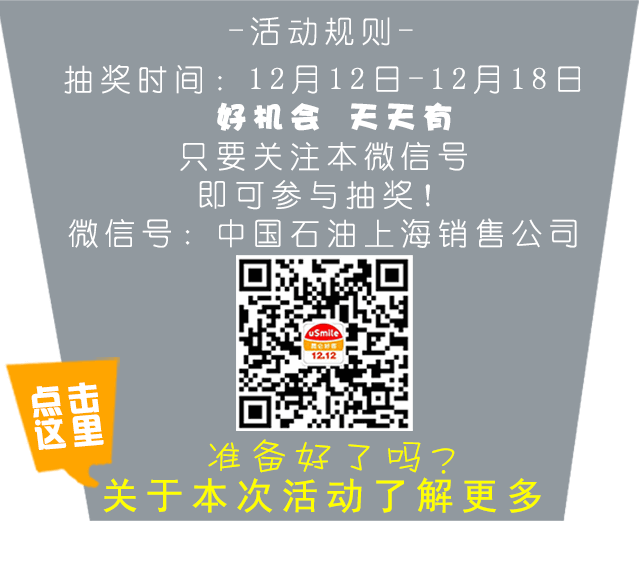 -活动规则-
抽奖时间：12月12日-12月18日
好机会 天天有
只要关注本微信号
即可参与抽奖！
微信号：中国石油上海销售公司
uSmile
12.12
点击
这里
准备好了吗？
关于本次活动了解更多